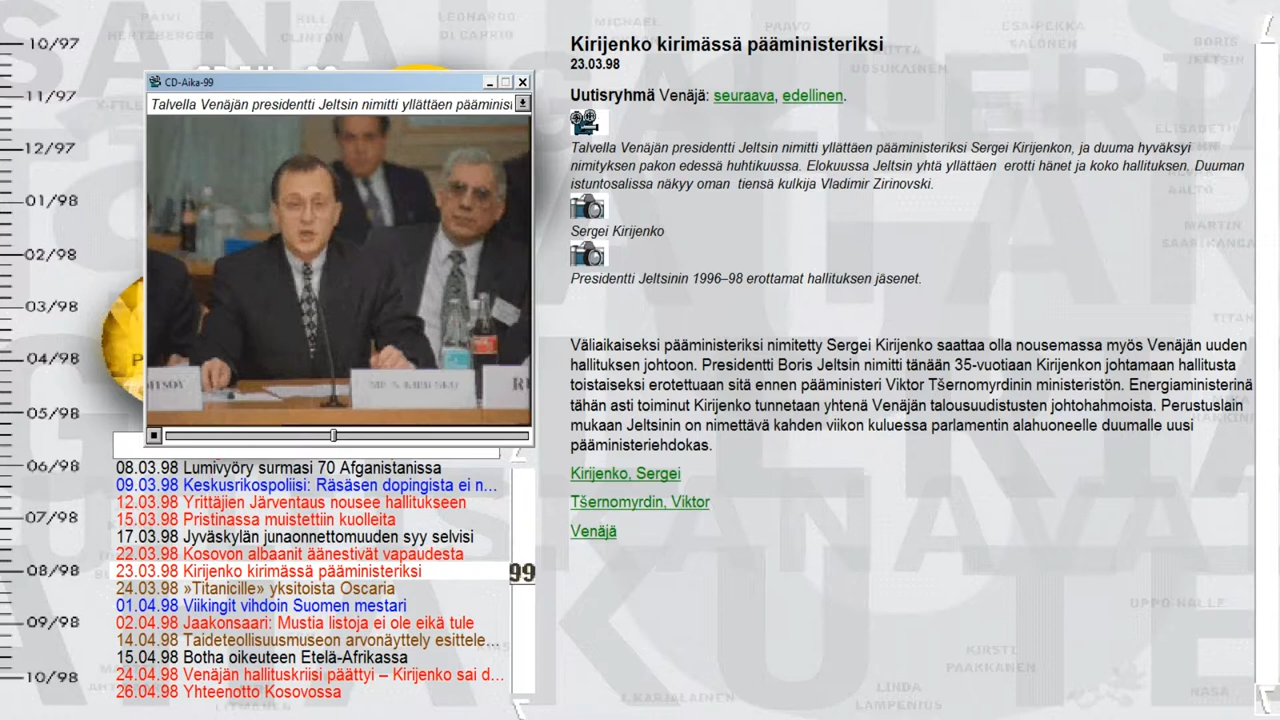 10/97
11/97
12/97
01/98
02/98
03/98
04/98
05/98
06/98
07/98
08/98
09/98
10/98
CD-Aika-99
Talvella Venäjän presidentti Jeltsin nimitti yllättäen pääminis
08.03.98 Lumivyöry surmasi 70 Afganistanissa
09.03.98 Keskusrikospoliisi: Räsäsen dopingista ei n...
12.03.98 Yrittäjien Järventaus nousee hallitukseen
15.03.98 Pristinassa muistettiin kuolleita
17.03.98 Jyväskylän junaonnettomuuden syy selvisi
22.03.98 Kosovon albaanit äänestivät vapaudesta
23.03.98 Kirijenko kirimässä pääministeriksi
99
24.03.98 »Titanicille» yksitoista Oscaria
01.04.98 Viikingit vihdoin Suomen mestari
02.04.98 Jaakonsaari: Mustia listoja ei ole eikä tule
14.04.98 Taideteollisuusmuseon arvonäyttely esittele...
15.04.98 Botha oikeuteen Etelä-Afrikassa
24.04.98 Venäjän hallituskriisi päättyi – Kirijenko sai d...
26.04.98 Yhteenotto Kosovossa
Kirijenko kirimässä pääministeriksi
23.03.98
Uutisryhmä Venäjä: seuraava, edellinen.
Talvella Venäjän presidentti Jeltsin nimitti yllättäen pääministeriksi Sergei Kirijenkon, ja duuma hyväksyi
nimityksen pakon edessä huhtikuussa. Elokuussa Jeltsin yhtä yllättäen erotti hänet ja koko hallituksen. Duuman
istuntosalissa näkyy oman tiensä kulkija Vladimir Zirinovski.
Sergei Kirijenko
Presidentti Jeltsinin 1996–98 erottamat hallituksen jäsenet.
Väliaikaiseksi pääministeriksi nimitetty Sergei Kirijenko saattaa olla nousemassa myös Venäjän uuden
hallituksen johtoon. Presidentti Boris Jeltsin nimitti tänään 35-vuotiaan Kirijenkon johtamaan hallitusta
toistaiseksi erotettuaan sitä ennen pääministeri Viktor Tšernomyrdinin ministeristön. Energiaministerinä
tähän asti toiminut Kirijenko tunnetaan yhtenä Venäjän talousuudistusten johtohahmoista. Perustuslain
mukaan Jeltsinin on nimettävä kahden viikon kuluessa parlamentin alahuoneelle duumalle uusi
pääministeriehdokas.
Kirijenko, Sergei
Tšernomyrdin, Viktor
Venäjä